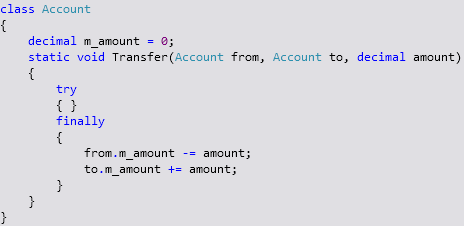 class Account
{
    decimal m_amount = 0;
    static void Transfer(Account from, Account to, decimal amount)
    {
        try
        { }
        finally
        {
            from.m_amount -= amount;
            to.m_amount += amount;
        }
    }
}